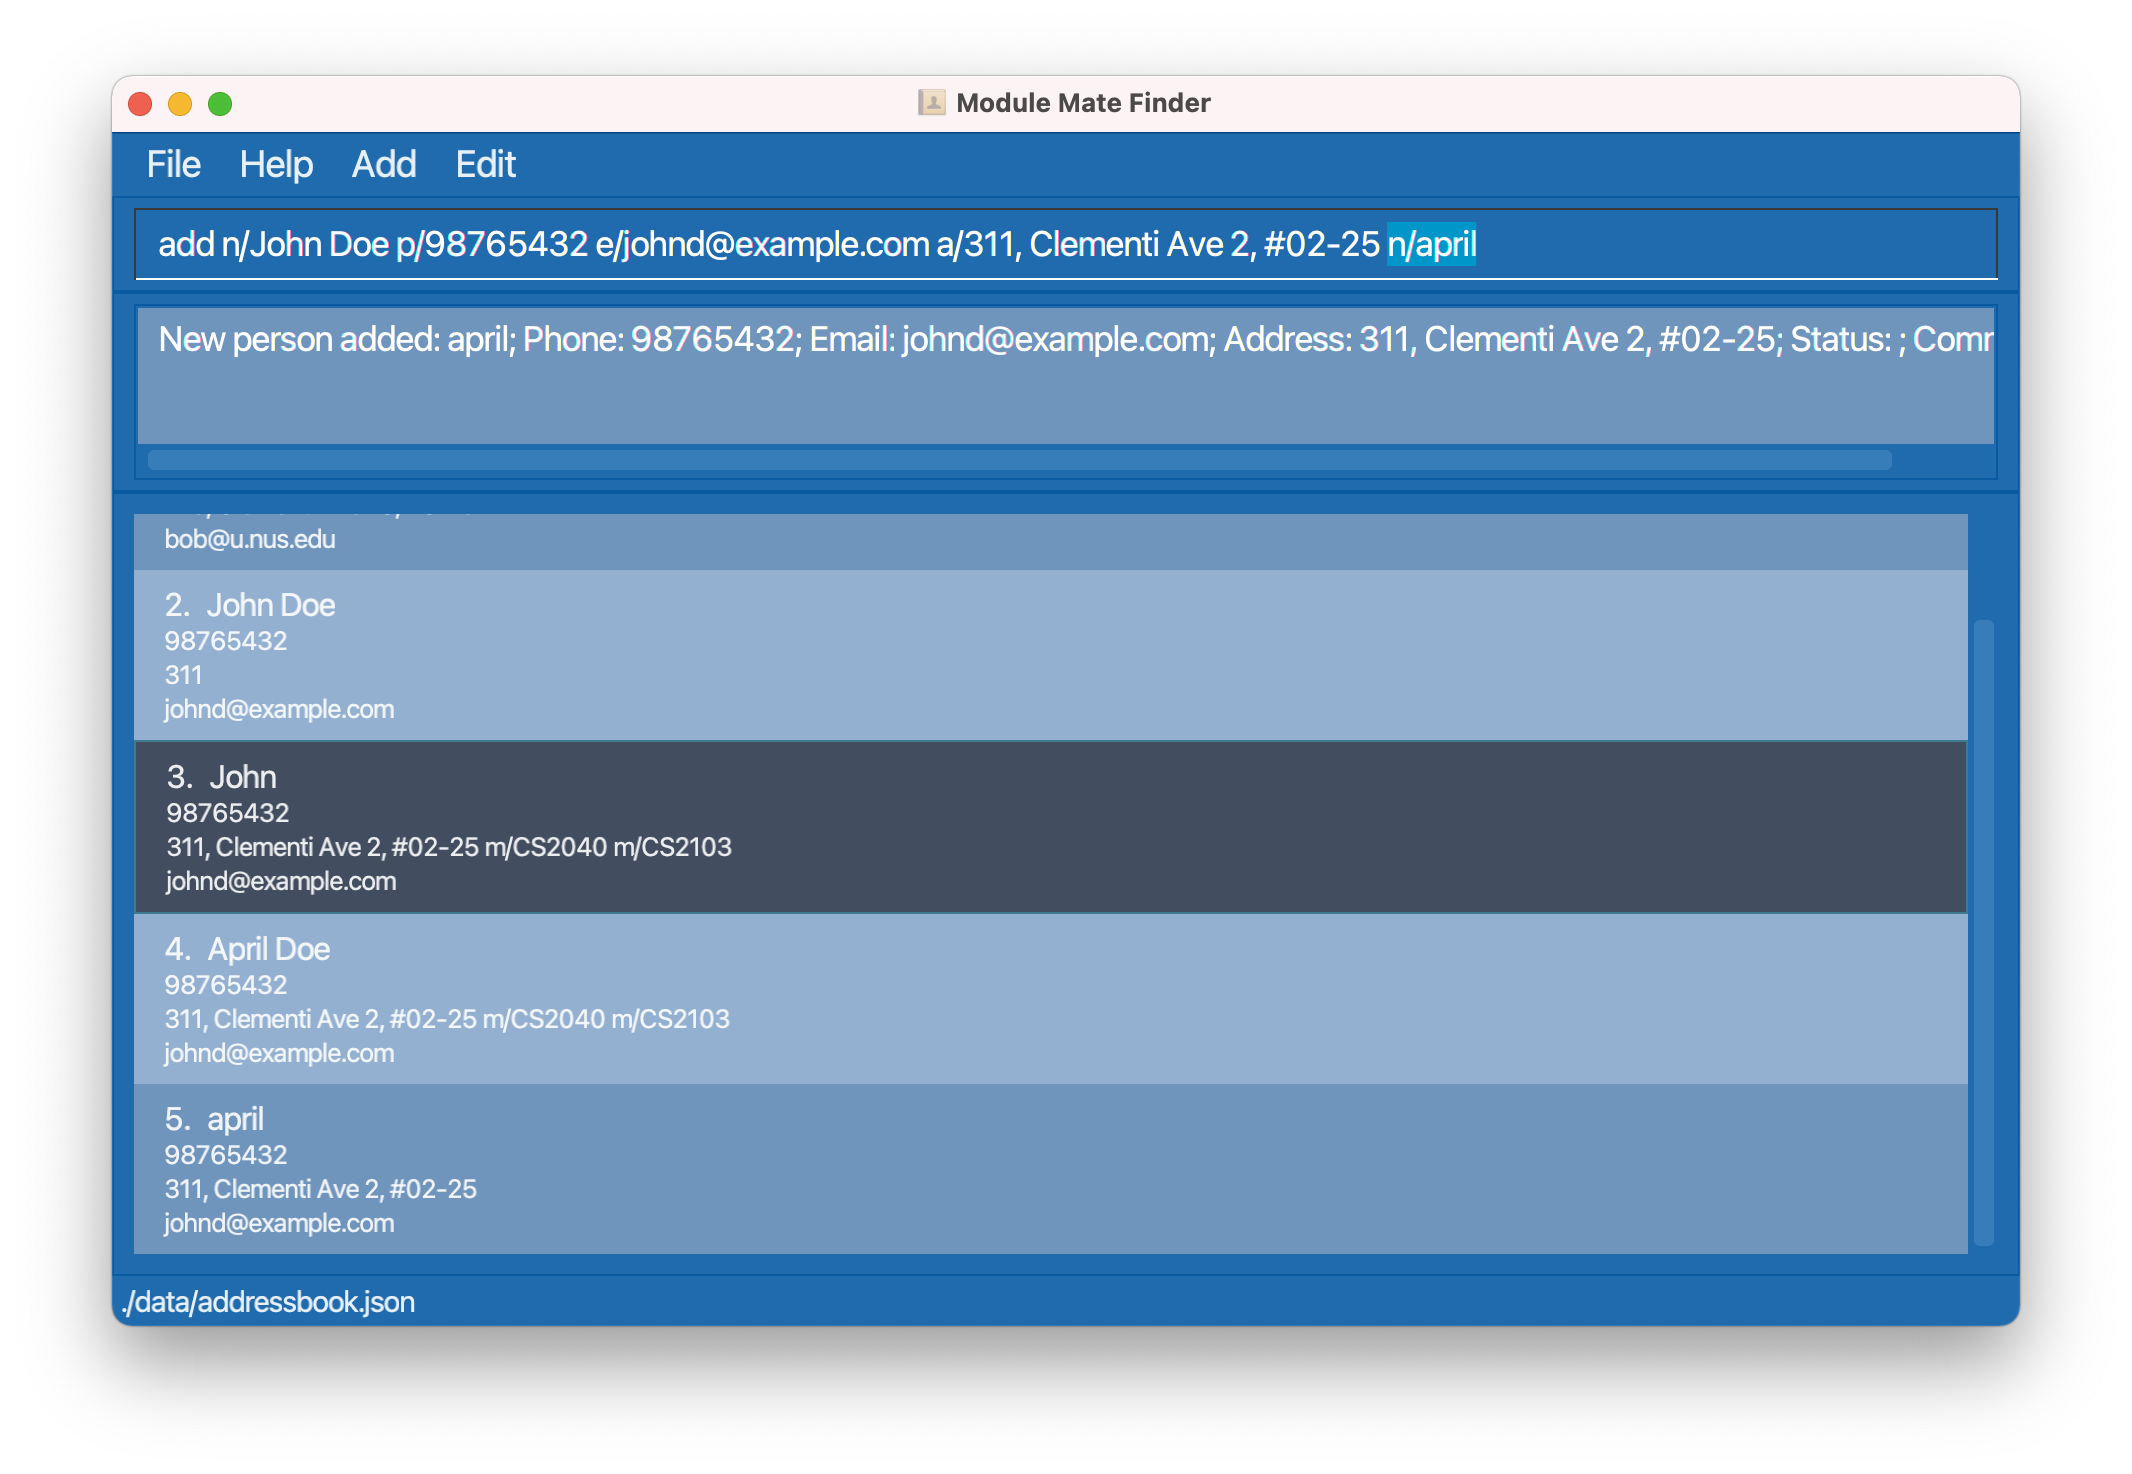 Module Mate Finder
File Help Add Edit
add n/John Doe p/98765432 e/johnd@example.com a/311, Clementi Ave 2, #02-25 n/april
New person added: april; Phone: 98765432; Email: johnd@example.com; Address: 311, Clementi Ave 2, #02-25; Status: ;
bob@u.nus.edu
2. John Doe
98765432
311
johnd@example.com
3. John
98765432
311, Clementi Ave 2, #02-25 m/CS2040 m/CS2103
johnd@example.com
4. April Doe
98765432
311, Clementi Ave 2, #02-25 m/CS2040 m/CS2103
johnd@example.com
5. april
98765432
311, Clementi Ave 2, #02-25
johnd@example.com
./data/addressbook.json